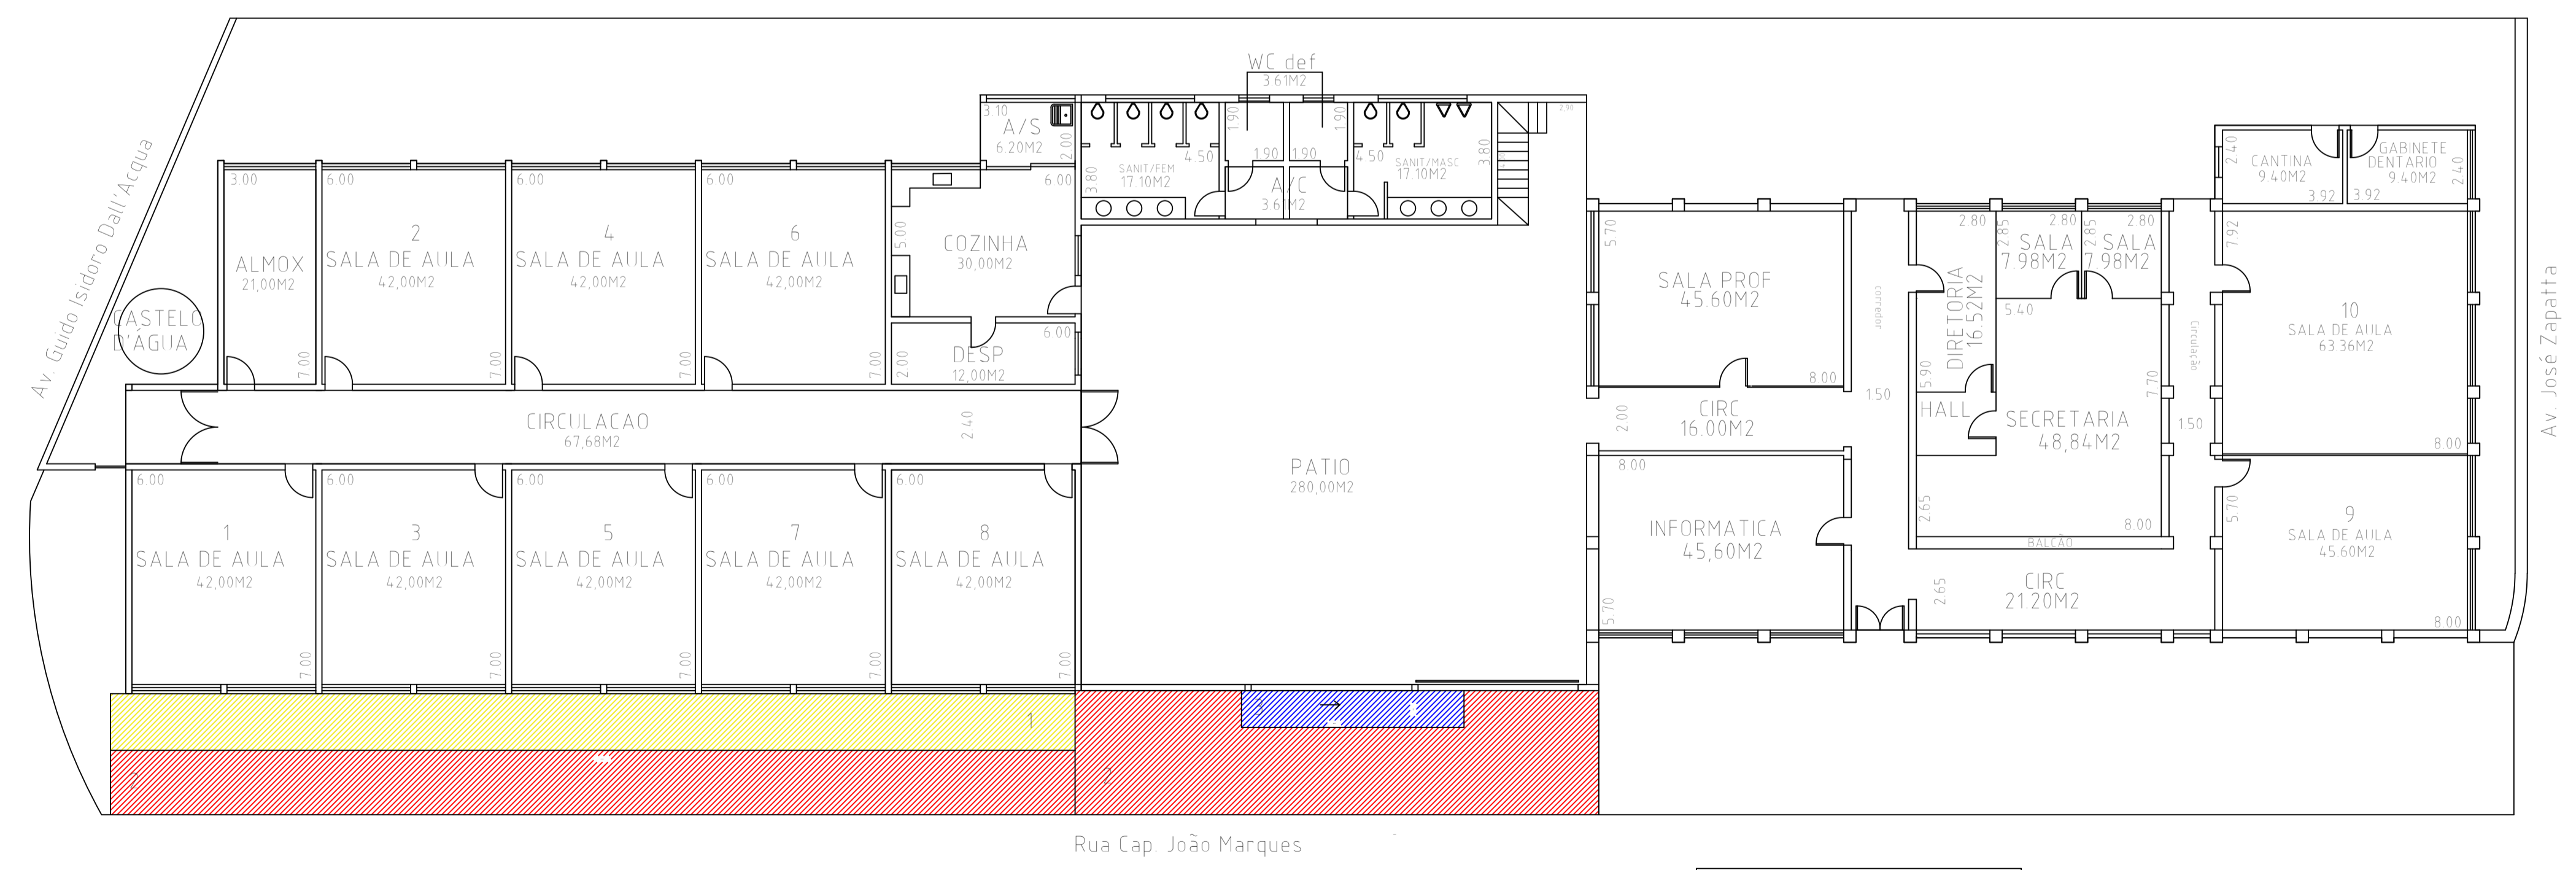 WC def
3.61M2
3.10
A/S
6.20M2
2.00
4.50
SANIT/FEM
17.10M2
3.80
1.90
1.90
1.90
1.90
A/C
3.61M2
4.50
SANIT/MASC
17.10M2
3.80
2,90
Av. Guido Isidoro Dall'Acqua
CASTELO
D'ÁGUA
3.00
ALMOX
21,00M2
7.00
6.00
2
SALA DE AULA
42,00M2
7.00
6.00
4
SALA DE AULA
42,00M2
7.00
6.00
6
SALA DE AULA
42,00M2
7.00
6.00
5.00
COZINHA
30,00M2
6.00
DESP
12,00M2
2.00
CIRCULACAO
67,68M2
2.40
6.00
1
SALA DE AULA
42,00M2
7.00
6.00
3
SALA DE AULA
42,00M2
7.00
6.00
5
SALA DE AULA
42,00M2
7.00
6.00
7
SALA DE AULA
42,00M2
7.00
6.00
8
SALA DE AULA
42,00M2
7.00
PATIO
280,00M2
5.70
SALA PROF
45.60M2
8.00
2.00
CIRC
16.00M2
8.00
INFORMATICA
45,60M2
5.70
corredor
1.50
2.80
DIRETORIA
16.52M2
5.90
HALL
2.80
2.85
SALA
7.98M2
2.80
2.85
SALA
7.98M2
5.40
SECRETARIA
48,84M2
7.70
2.65
8.00
BALCÃO
2.65
CIRC
21.20M2
Circulação
1.50
2.40
CANTINA
9.40M2
3.92
GABINETE
DENTARIO
9.40M2
3.92
2.40
7.92
10
SALA DE AULA
63.36M2
8.00
5.70
9
SALA DE AULA
45.60M2
8.00
Av. José Zapatta
1
2
2
Rua Cap. João Marques